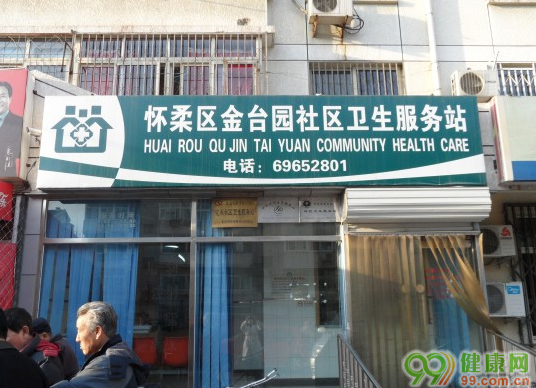 怀柔区金台园社区卫生服务站
HUAI ROU QU JIN TAI YUAN COMMUNITY HEALTH CARE
电话：69652801
99健康网
99.com.cn